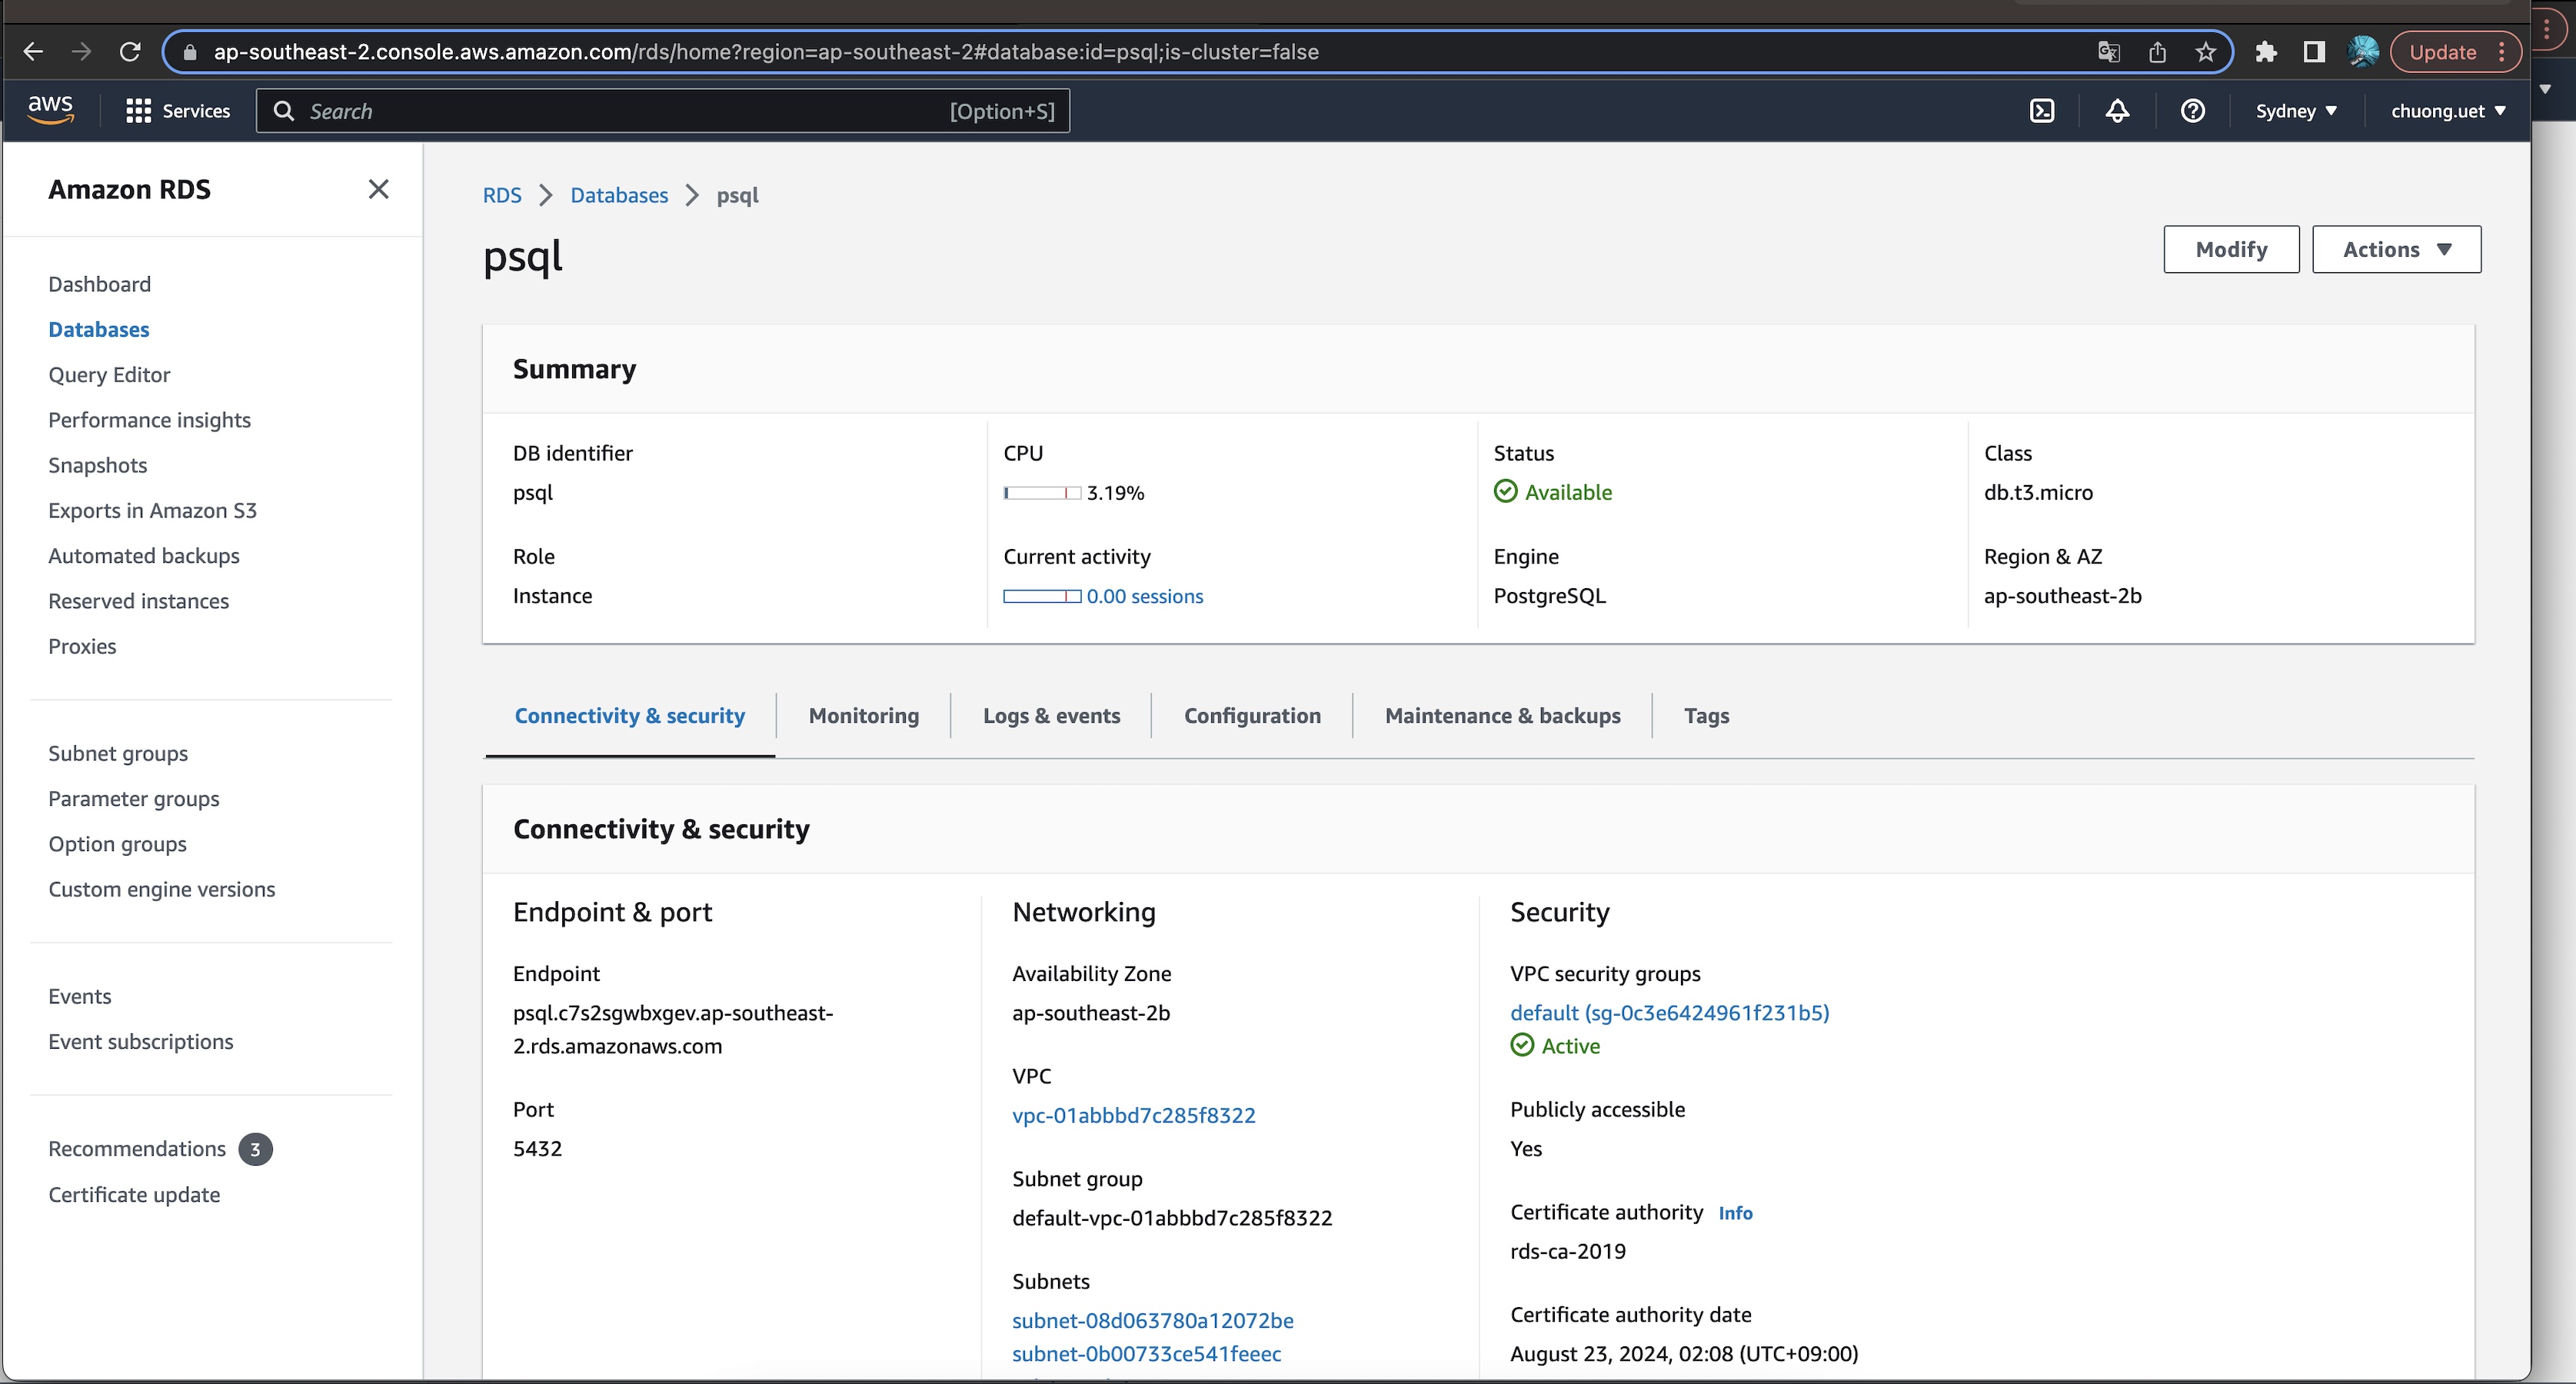 ap-southeast-2.console.aws.amazon.com/rds/home?region=ap-southeast-2#database:id=psql;is-cluster=false
Update
aws
Services
Search
[Option+S]
Sydney
chuong.uet
Amazon RDS
Dashboard
Databases
Query Editor
Performance insights
Snapshots
Exports in Amazon S3
Automated backups
Reserved instances
Proxies
Subnet groups
Parameter groups
Option groups
Custom engine versions
Events
Event subscriptions
Recommendations 3
Certificate update
RDS > Databases > psql
psql
Modify
Actions
Summary
DB identifier
psql
CPU
3.19%
Status
Available
Class
db.t3.micro
Role
Instance
Current activity
0.00 sessions
Engine
PostgreSQL
Region & AZ
ap-southeast-2b
Connectivity & security
Monitoring
Logs & events
Configuration
Maintenance & backups
Tags
Connectivity & security
Endpoint & port
Endpoint
psql.c7s2sgwbxgev.ap-southeast-
2.rds.amazonaws.com
Port
5432
Networking
Availability Zone
ap-southeast-2b
VPC
vpc-01abbbd7c285f8322
Subnet group
default-vpc-01abbbd7c285f8322
Subnets
subnet-08d063780a12072be
subnet-0b00733ce541feeec
Security
VPC security groups
default (sg-0c3e6424961f231b5)
Active
Publicly accessible
Yes
Certificate authority Info
rds-ca-2019
Certificate authority date
August 23, 2024, 02:08 (UTC+09:00)